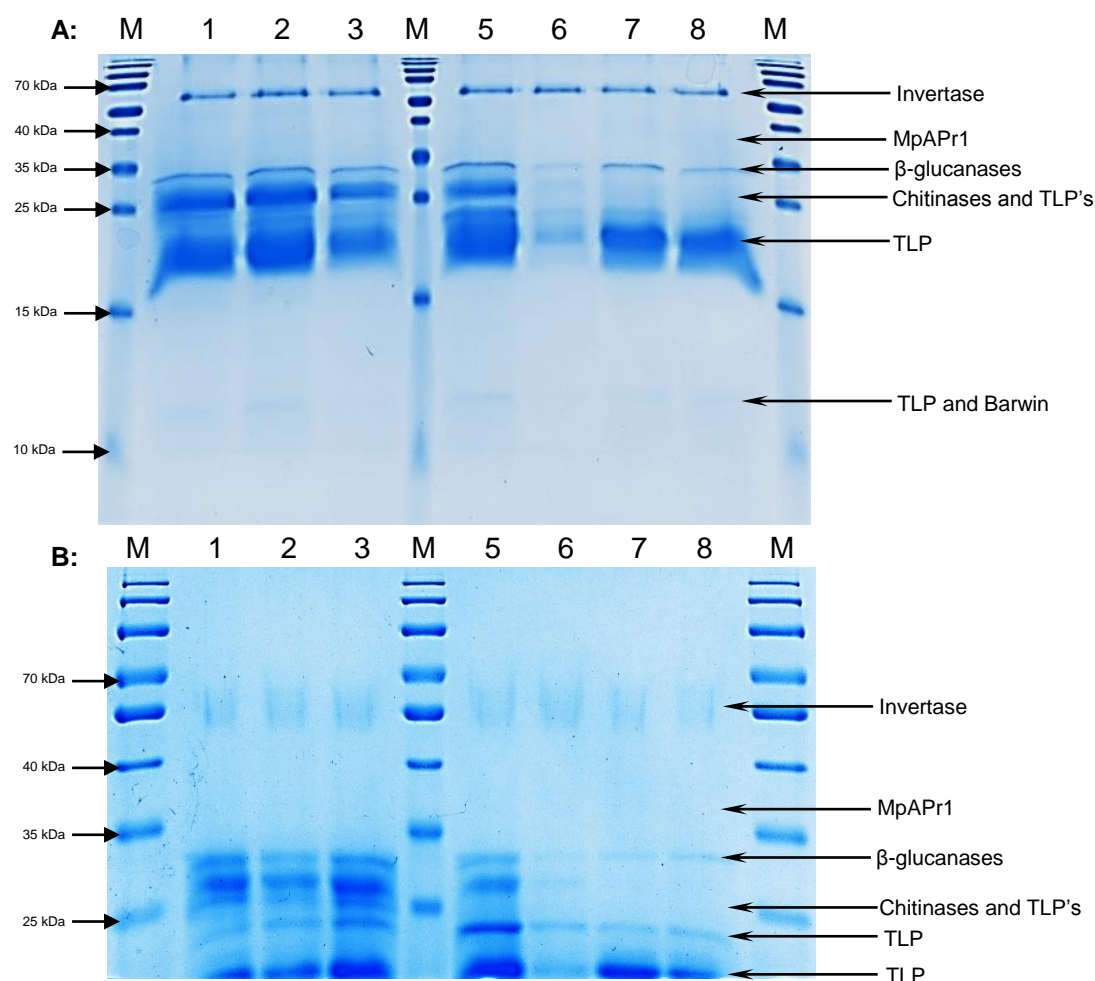 A: M 1 2 3 M 5 6 7 8 M
70 kDa
Invertase
40 kDa
MpAPr1
35 kDa
β-glucanases
Chitinases and TLP's
25 kDa
TLP
15 kDa
TLP and Barwin
10 kDa
B: M 1 2 3 M 5 6 7 8 M
70 kDa
Invertase
40 kDa
MpAPr1
35 kDa
β-glucanases
Chitinases and TLP's
25 kDa
TLP
TLP